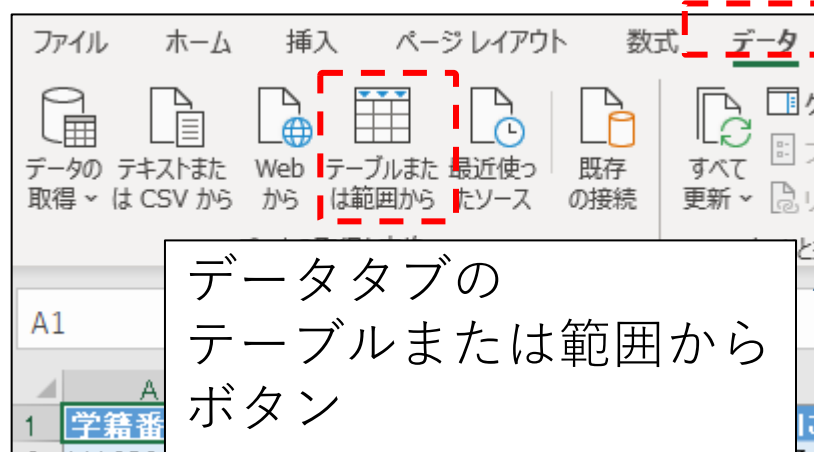 ファイル ホーム 挿入 ページ レイアウト 数式 データ
データの テキストまた Web テーブルまた 最近使っ 既存 すべて
取得 は CSV から から は範囲から たソース の接続 更新
データタブの
テーブルまたは範囲から
ボタン
A1
A
1 学籍番